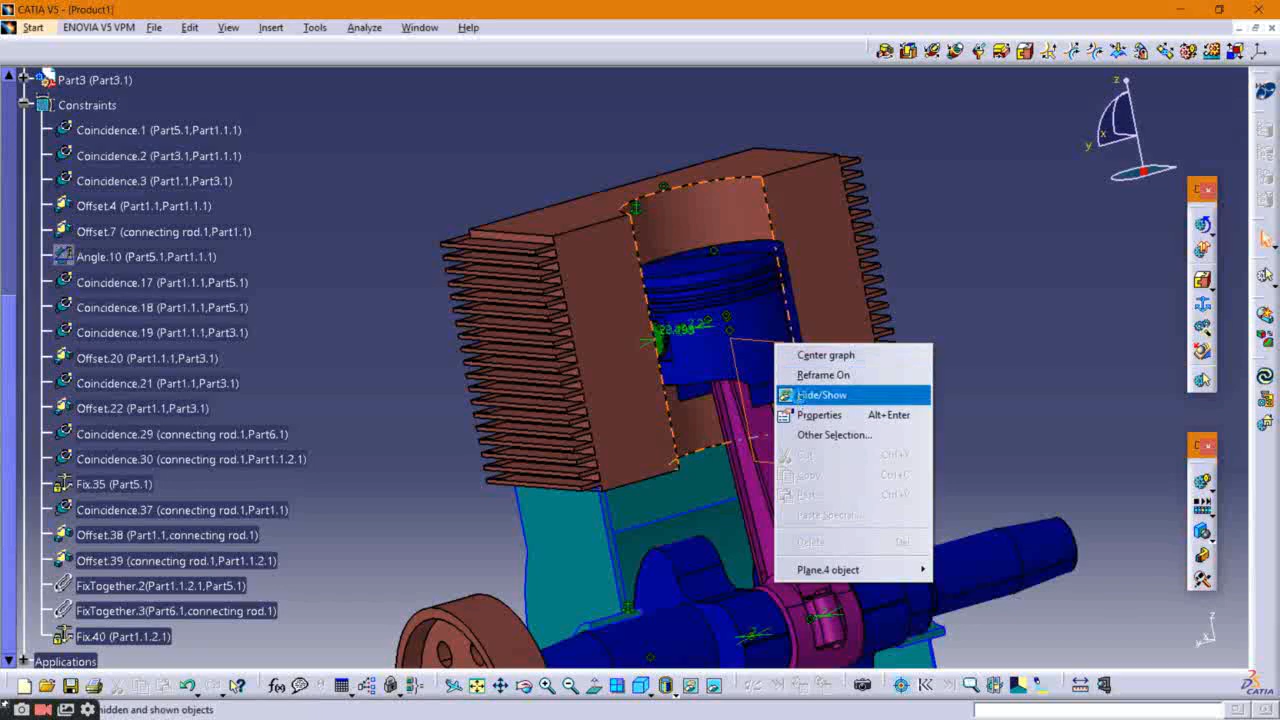 CATIA V5 - [Product1]
Start ENOVIA V5 VPM File Edit View Insert Tools Analyze Window Help
Part3 (Part3.1)
Constraints
Coincidence.1 (Part5.1,Part1.1.1)
Coincidence.2 (Part3.1,Part1.1.1)
Coincidence.3 (Part1.1,Part3.1)
Offset.4 (Part1.1,Part1.1.1)
Offset.7 (connecting rod.1,Part1.1)
Angle.10 (Part5.1,Part1.1.1)
Coincidence.17 (Part1.1.1,Part5.1)
Coincidence.18 (Part1.1.1,Part5.1)
Coincidence.19 (Part1.1.1,Part3.1)
Offset.20 (Part1.1,Part3.1)
Coincidence.21 (Part1.1,Part3.1)
Offset.22 (Part1.1,Part3.1)
Coincidence.29 (connecting rod.1,Part6.1)
Coincidence.30 (connecting rod.1,Part1.1.2.1)
Fix.35 (Part5.1)
Coincidence.37 (connecting rod.1,Part1.1)
Offset.38 (Part1.1,connecting rod.1)
Offset.39 (connecting rod.1,Part1.1.2.1)
FixTogether.2(Part1.1.2.1,Part5.1)
FixTogether.3(Part6.1,connecting rod.1)
Fix.40 (Part1.1.2.1)
Applications
z
x
y
Center graph
Reframe On
Hide/Show
Properties Alt+Enter
Other Selection...
Copy Ctrl+C
Paste Special...
Delete Del
Plane.4 object
CATIA
hidden and shown objects